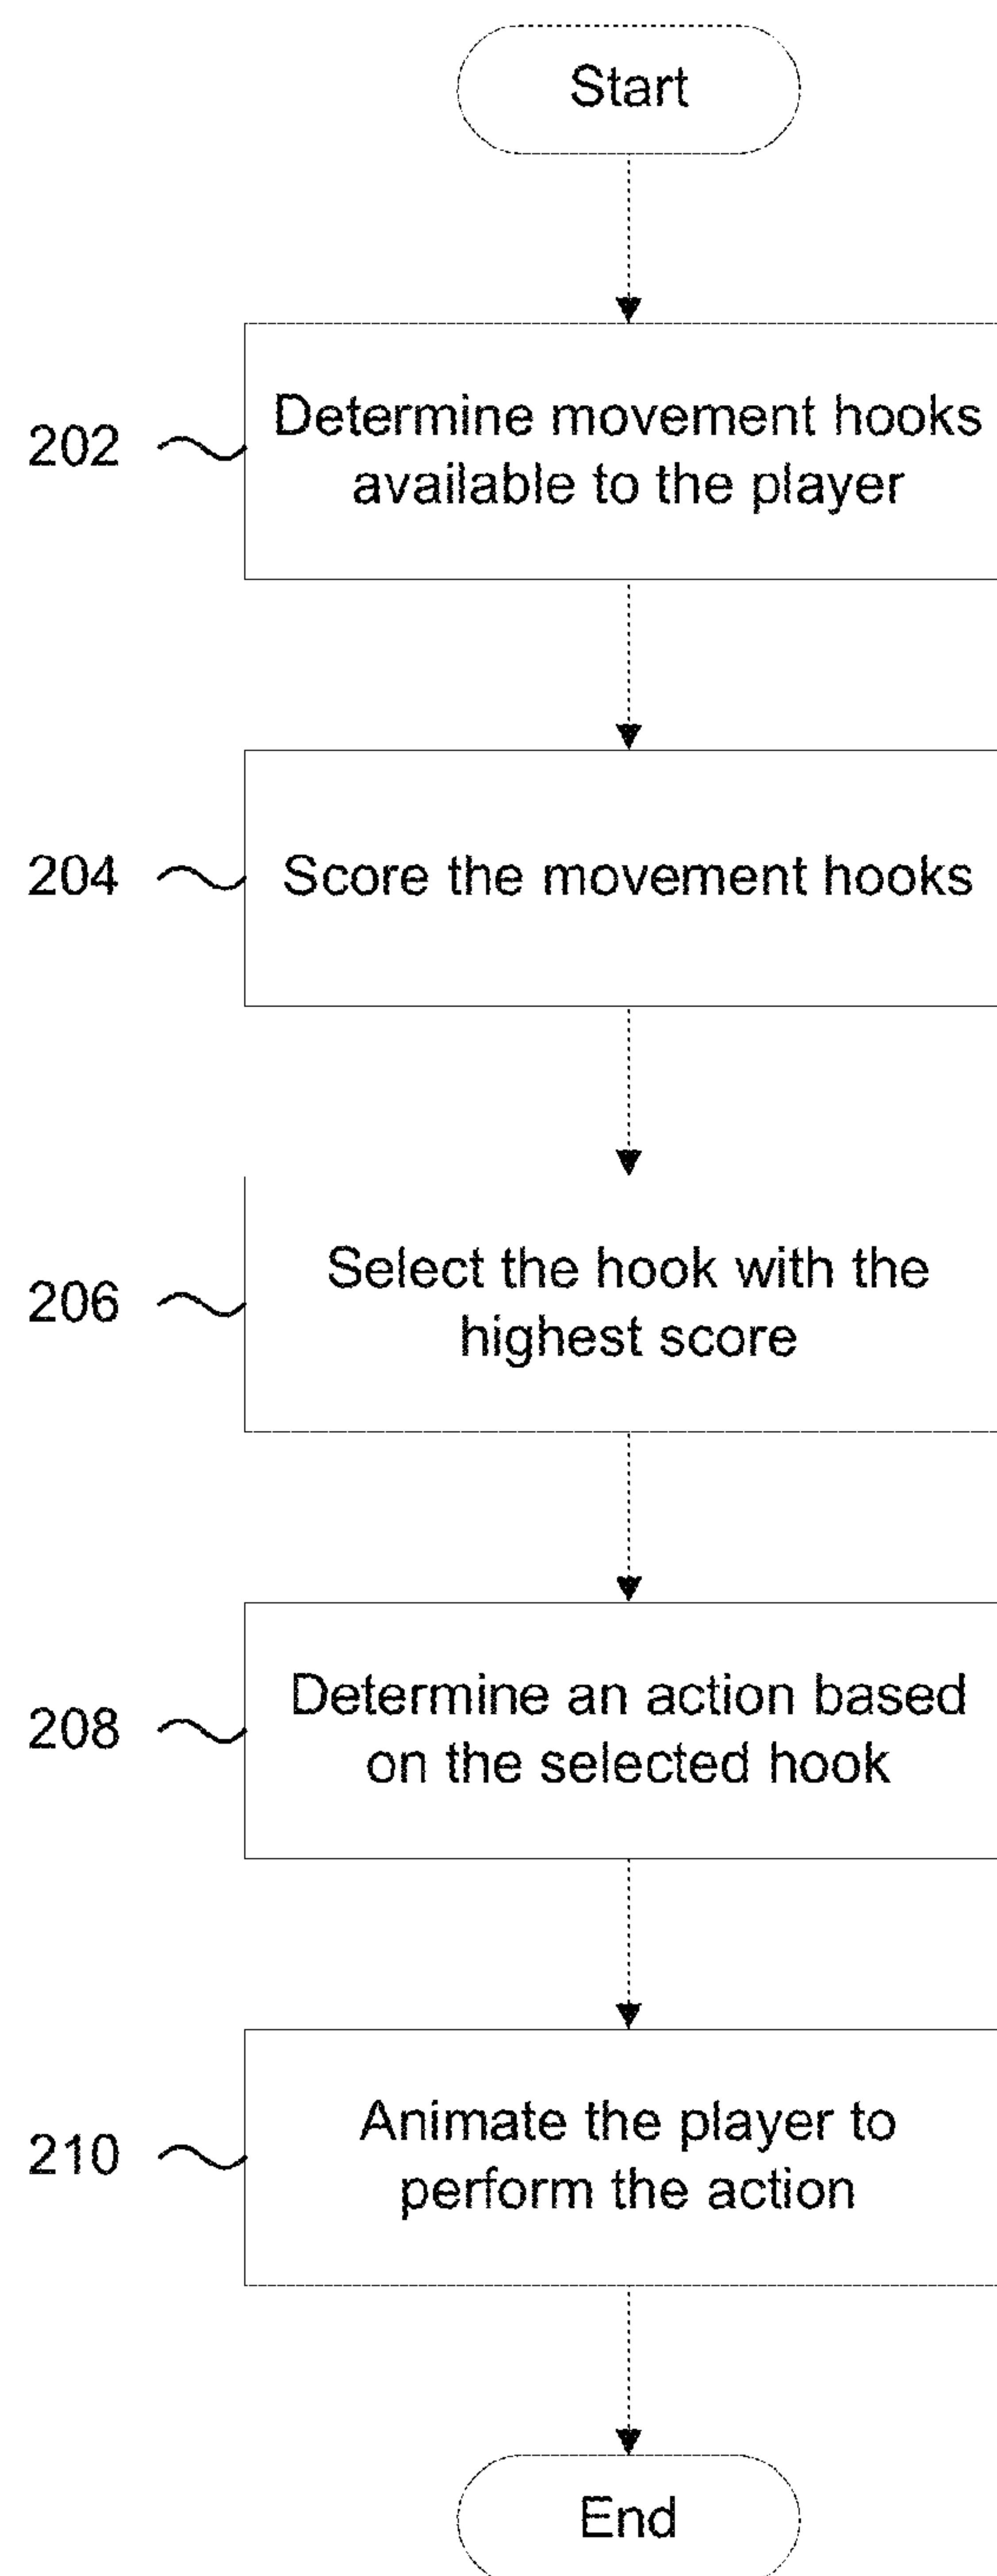 Start
202
Determine movement hooks
available to the player
204
Score the movement hooks
206
Select the hook with the
highest score
208
Determine an action based
on the selected hook
210
Animate the player to
perform the action
End